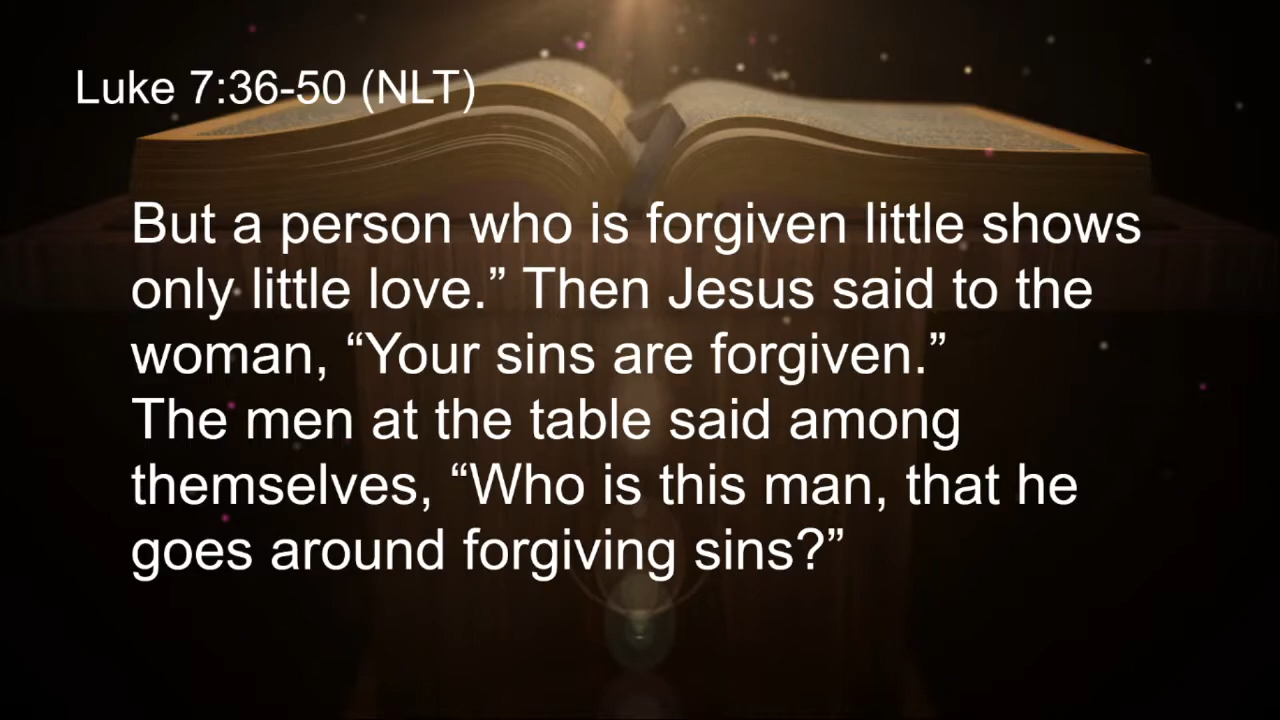 Luke 7:36-50 (NLT)
But a person who is forgiven little shows
only little love.” Then Jesus said to the
woman, “Your sins are forgiven.”
The men at the table said among
themselves, “Who is this man, that he
goes around forgiving sins?”